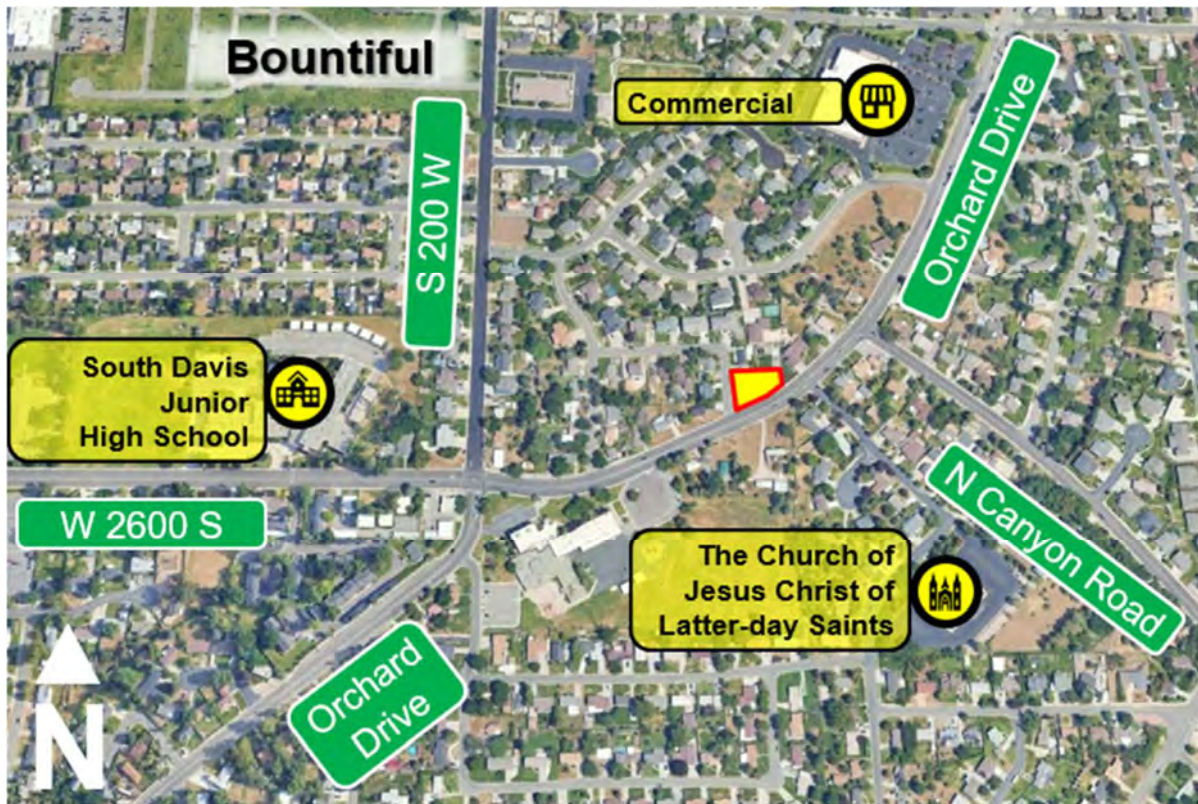 Bountiful
Commercial
Orchard Drive
S 200 W
South Davis
Junior
High School
W 2600 S
N Canyon Road
The Church of
Jesus Christ of
Latter-day Saints
Orchard
Drive
N